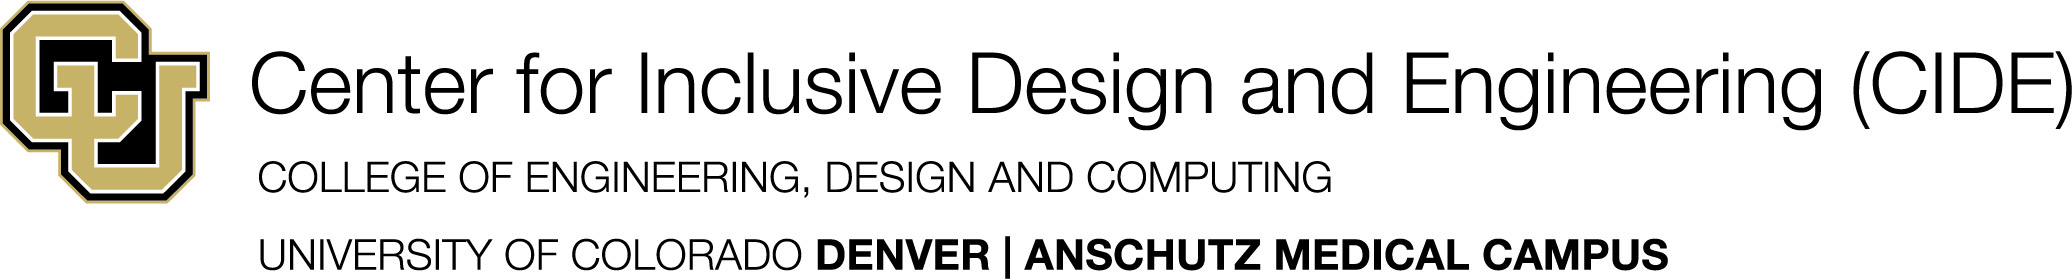 CU
Center for Inclusive Design and Engineering (CIDE)
COLLEGE OF ENGINEERING, DESIGN AND COMPUTING
UNIVERSITY OF COLORADO DENVER | ANSCHUTZ MEDICAL CAMPUS